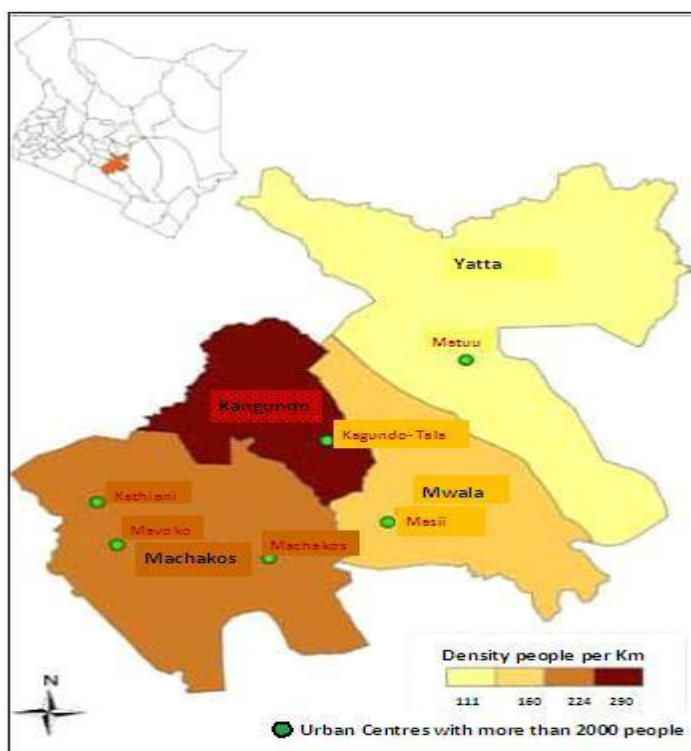 Yatta
Matuu
Kangundo
Kagundo-Tala
Kathiani
Mwala
Masii
Mavoko
Machakos
Machakos
N
Density people per Km
111 160 224 290
Urban Centres with more than 2000 people